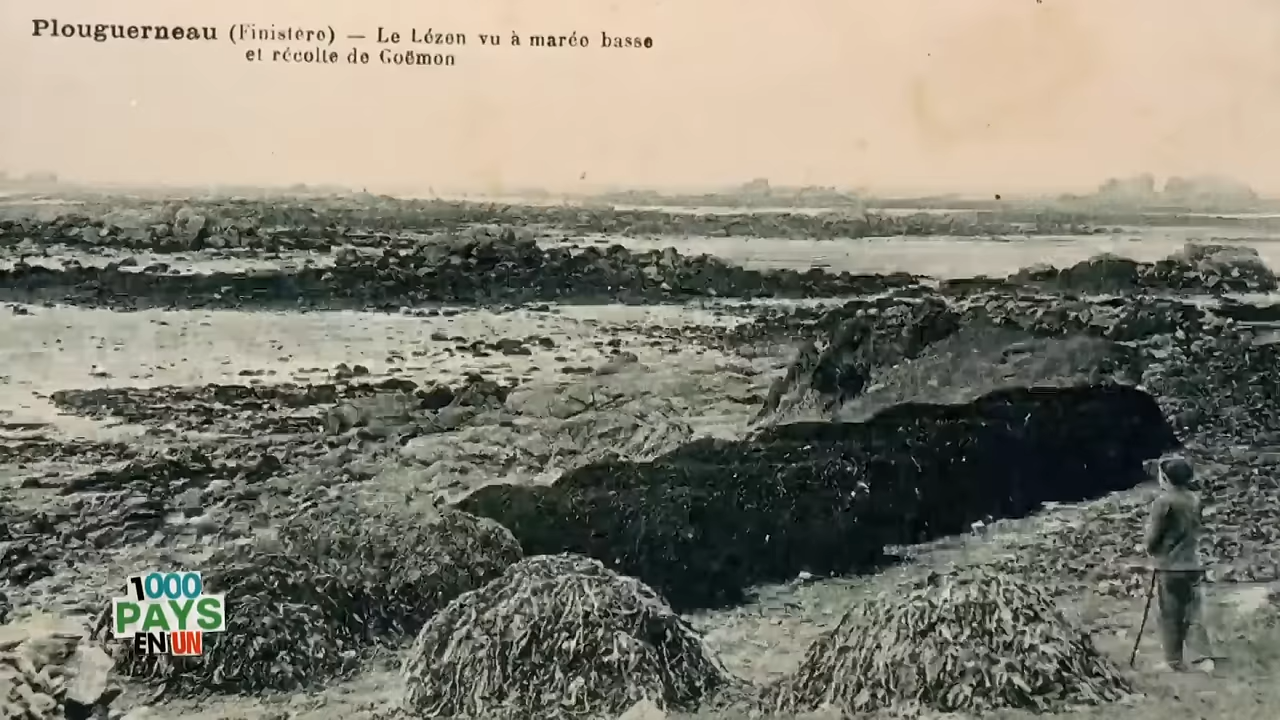 Plouguerneau (Finistère) — Le Lézen vu à marée basse
et récolte de Goëmon
1000
PAYS
EN UN